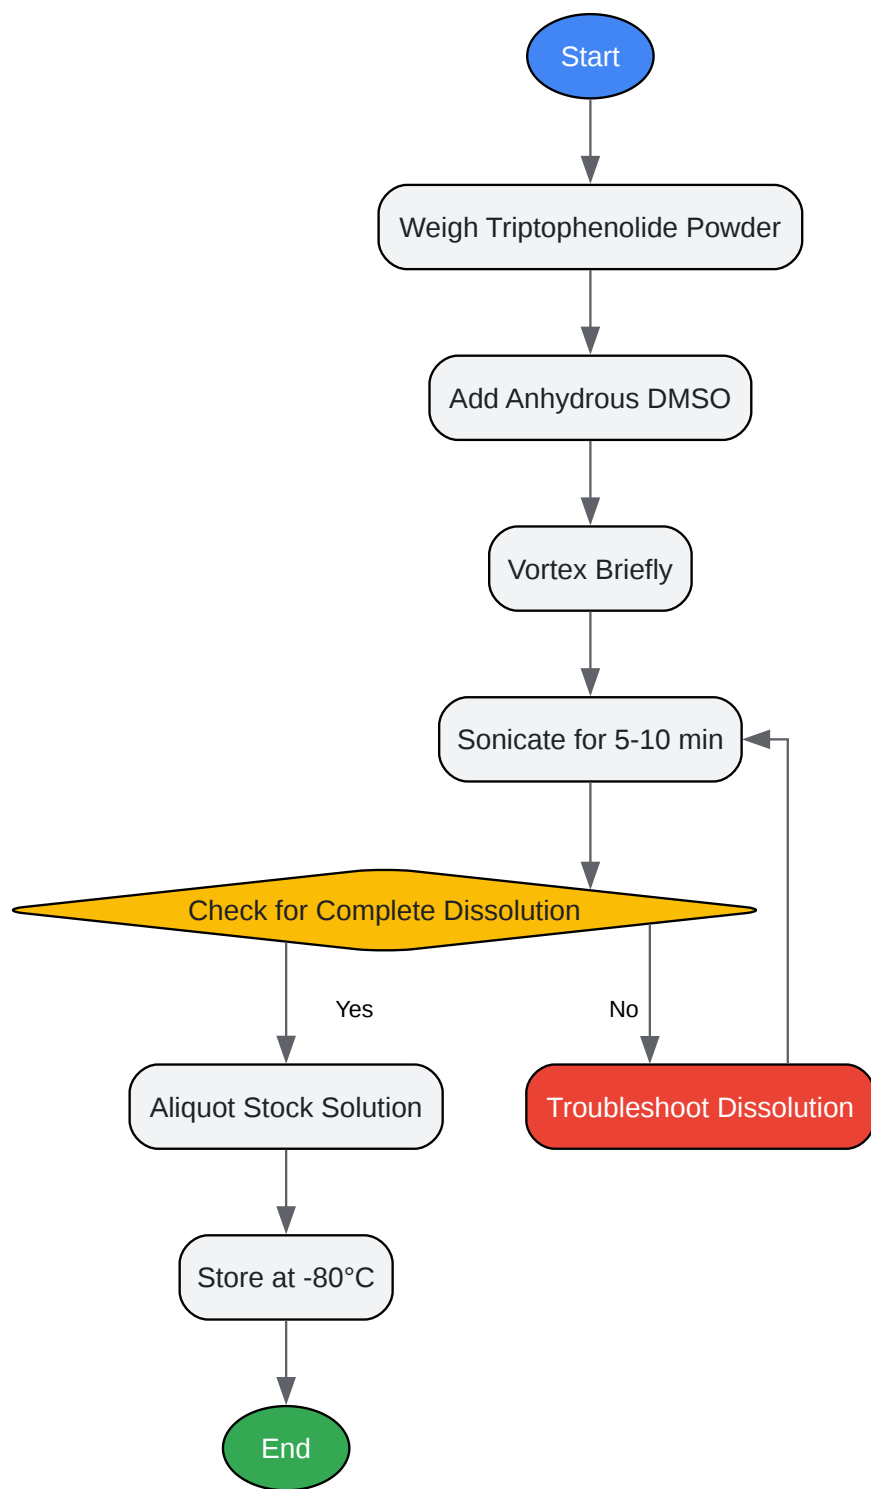 Start
Weigh Triptophenolide Powder
Add Anhydrous DMSO
Vortex Briefly
Sonicate for 5-10 min
Check for Complete Dissolution
Yes
No
Aliquot Stock Solution
Troubleshoot Dissolution
Store at -80°C
End